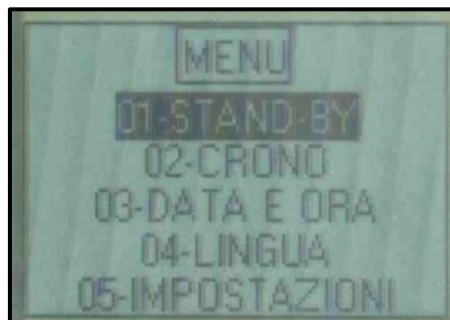 MENU
01-STAND-BY
02-CRONO
03-DATA E ORA
04-LINGUA
05-IMPOSTAZIONI